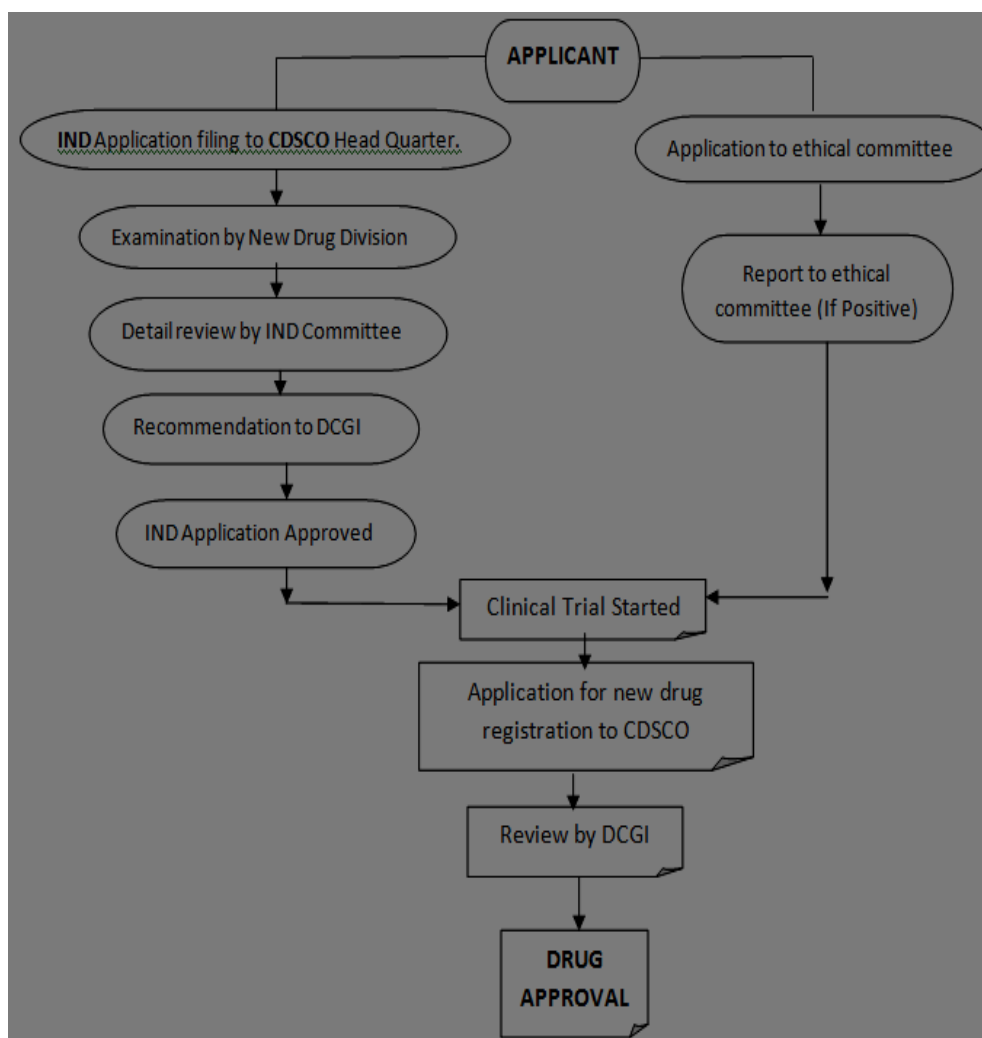 APPLICANT
IND Application filing to CDSCO Head Quarter.
Examination by New Drug Division
Detail review by IND Committee
Recommendation to DCGI
IND Application Approved
Application to ethical committee
Report to ethical
committee (If Positive)
Clinical Trial Started
Application for new drug
registration to CDSCO
Review by DCGI
DRUG
APPROVAL